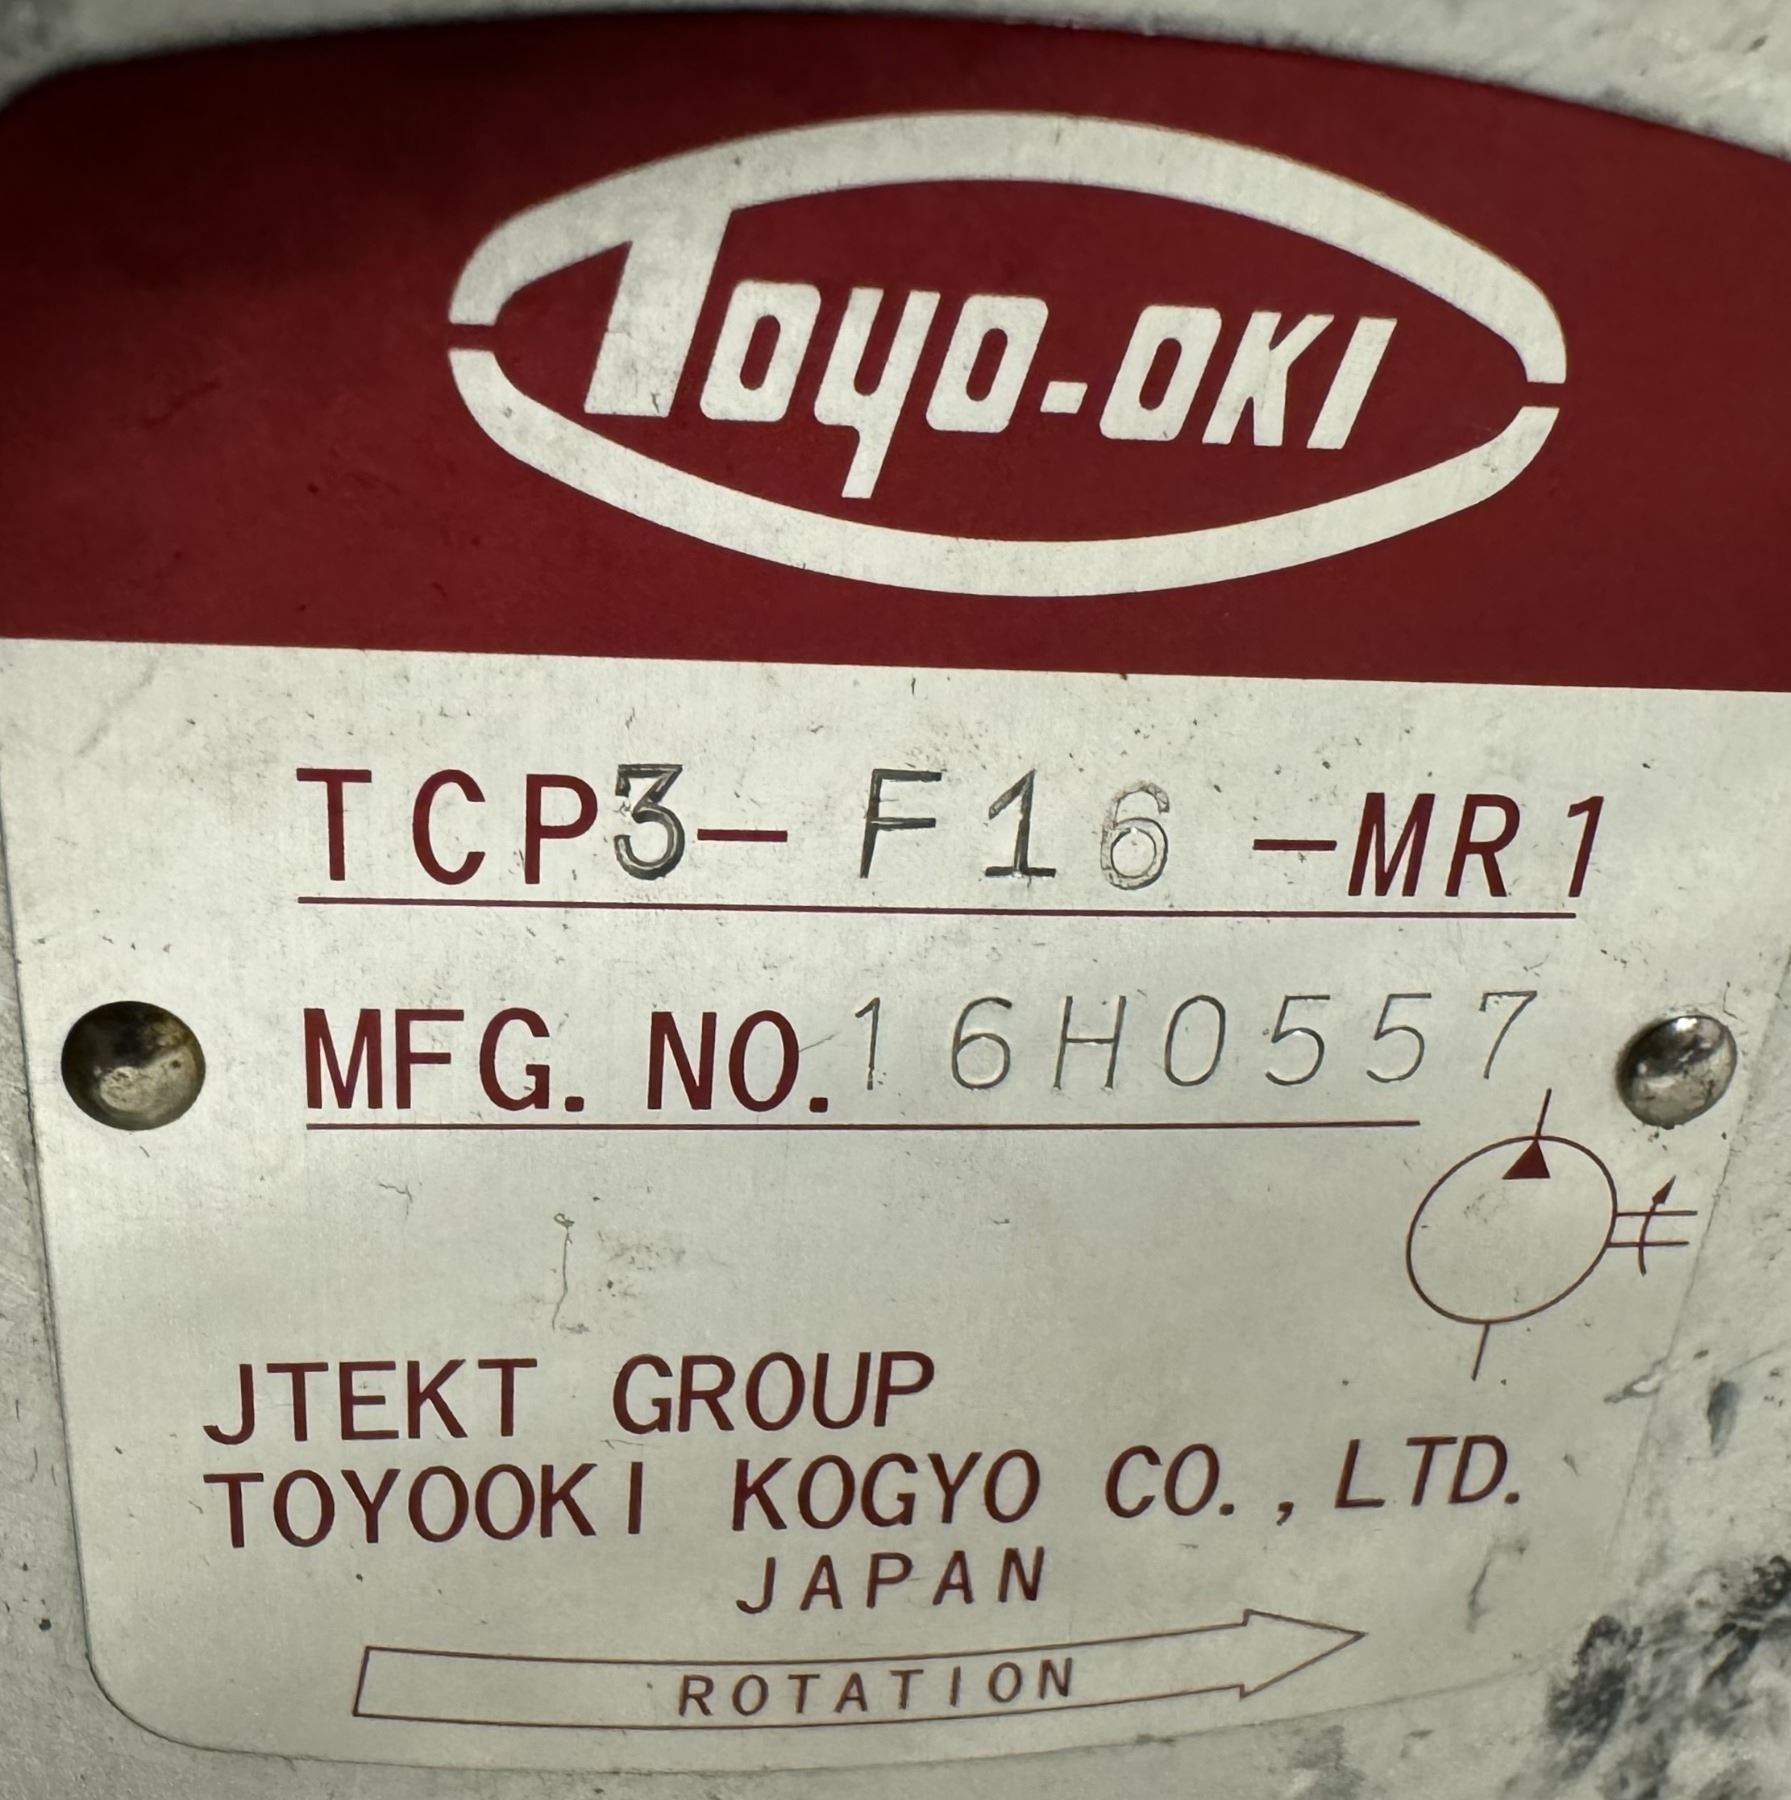 TOYO-OKI
TCP3-F16-MR1
MFG. NO. 16H0557
JTEKT GROUP
TOYOOKI KOGYO CO., LTD.
JAPAN
ROTATION